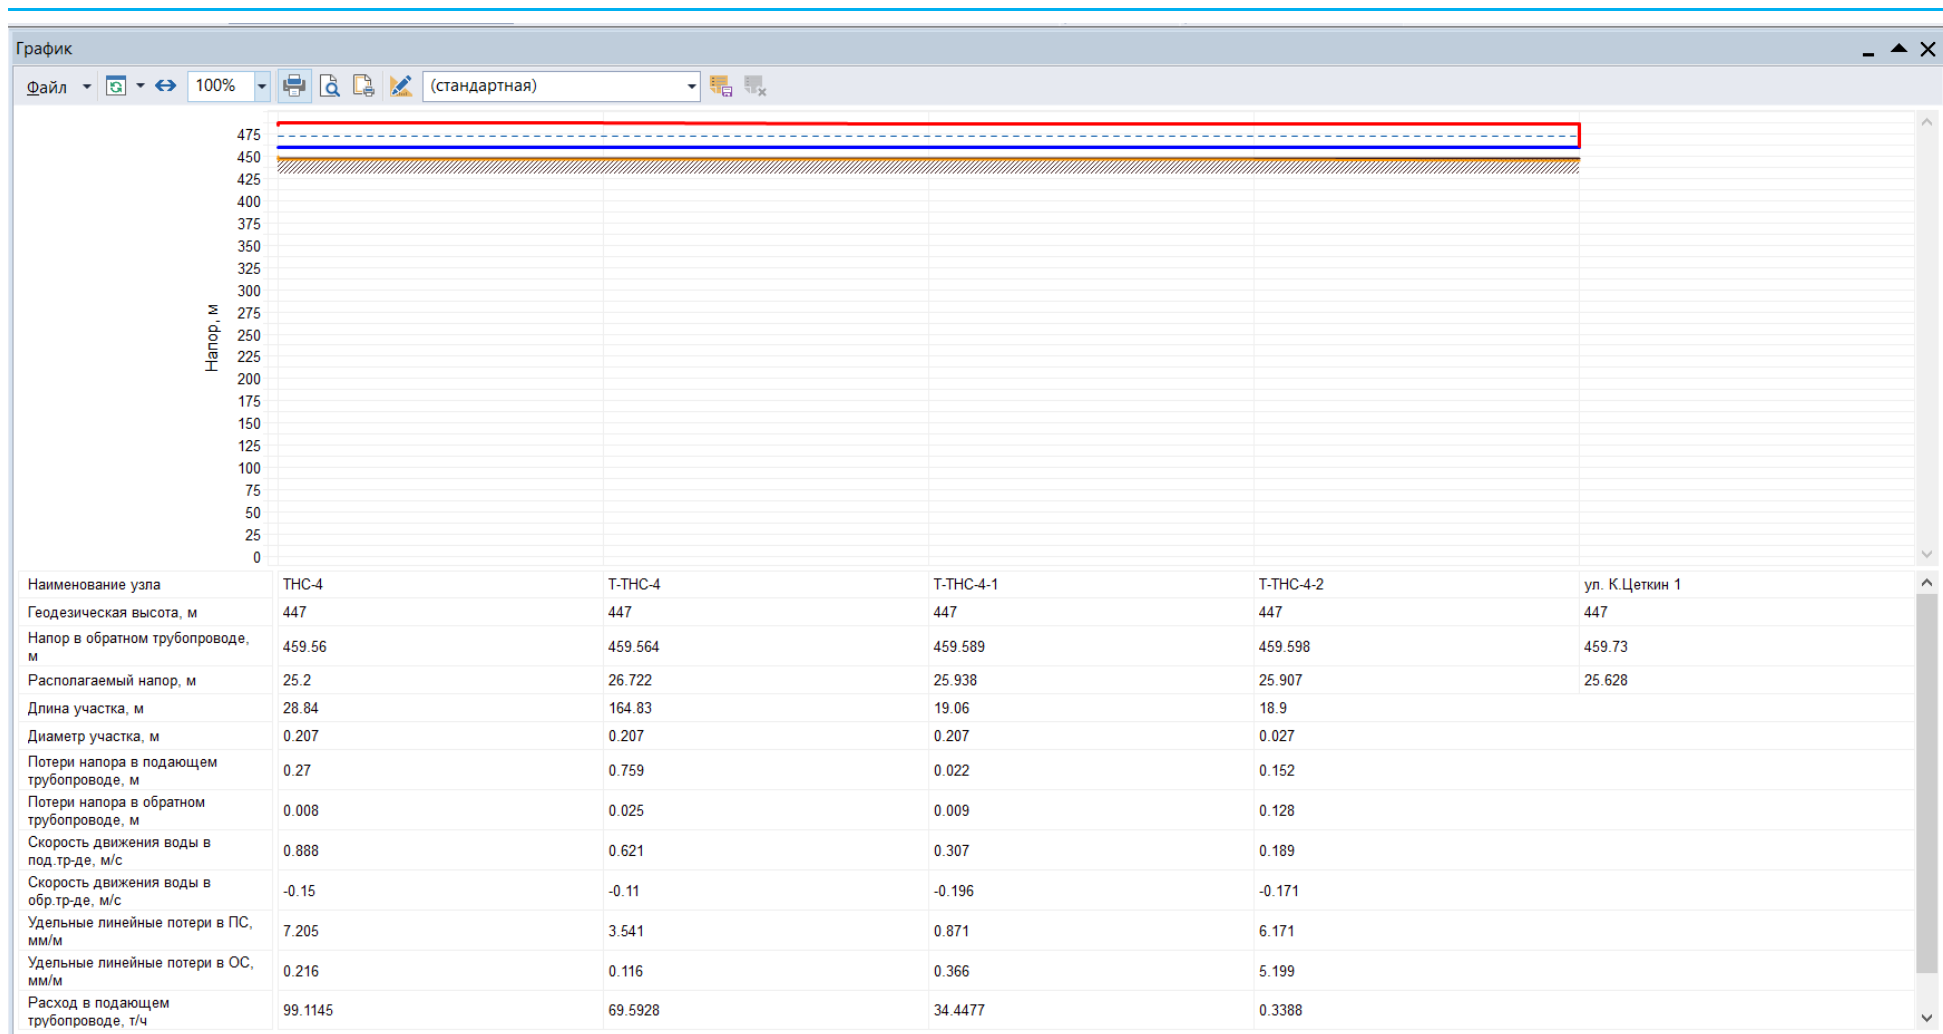 График
Файл 100% (стандартная)
475
450
425
400
375
350
325
300
275
250
225
200
175
150
125
100
75
50
25
0
Напор, м
Наименование узла ТНС-4 Т-ТНС-4 Т-ТНС-4-1 Т-ТНС-4-2 ул. К.Цеткин 1
Геодезическая высота, м 447 447 447 447 447
Напор в обратном трубопроводе,
м 459.56 459.564 459.589 459.598 459.73
Располагаемый напор, м 25.2 26.722 25.938 25.907 25.628
Длина участка, м 28.84 164.83 19.06 18.9
Диаметр участка, м 0.207 0.207 0.207 0.027
Потери напора в подающем
трубопроводе, м 0.27 0.759 0.022 0.152
Потери напора в обратном
трубопроводе, м 0.008 0.025 0.009 0.128
Скорость движения воды в
под.тр-де, м/с 0.888 0.621 0.307 0.189
Скорость движения воды в
обр.тр-де, м/с -0.15 -0.11 -0.196 -0.171
Удельные линейные потери в ПС,
мм/м 7.205 3.541 0.871 6.171
Удельные линейные потери в ОС,
мм/м 0.216 0.116 0.366 5.199
Расход в подающем
трубопроводе, т/ч 99.1145 69.5928 34.4477 0.3388